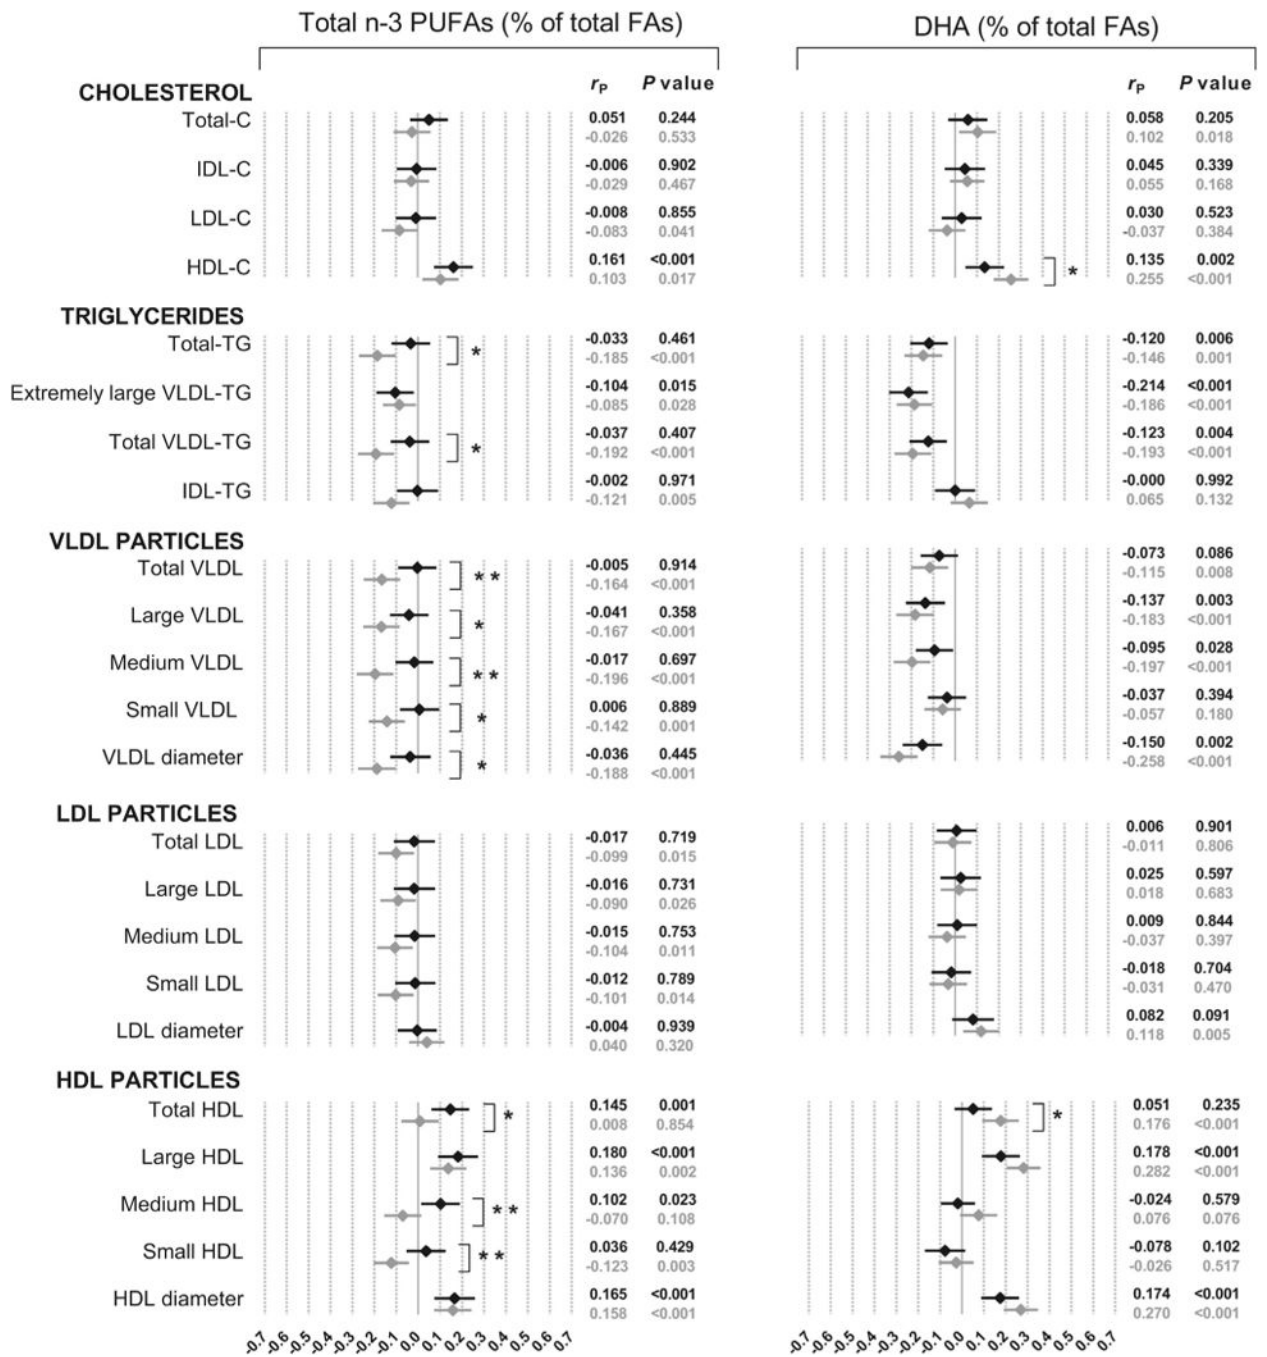 Total n-3 PUFAs (% of total FAs) DHA (% of total FAs)
rP P value rP P value
CHOLESTEROL
Total-C 0.051 0.244 0.058 0.205
-0.026 0.533 0.102 0.018
IDL-C -0.006 0.902 0.045 0.339
-0.029 0.467 0.055 0.168
LDL-C -0.008 0.855 0.030 0.523
-0.083 0.041 -0.037 0.384
HDL-C 0.161 <0.001 0.135 0.002
0.103 0.017 * 0.255 <0.001
TRIGLYCERIDES
Total-TG * -0.033 0.461 -0.120 0.006
-0.185 <0.001 -0.146 0.001
Extremely large VLDL-TG -0.104 0.015 -0.214 <0.001
-0.085 0.028 -0.186 <0.001
Total VLDL-TG * -0.037 0.407 -0.123 0.004
-0.192 <0.001 -0.193 <0.001
IDL-TG -0.002 0.971 -0.000 0.992
-0.121 0.005 0.065 0.132
VLDL PARTICLES
Total VLDL ** -0.005 0.914 -0.073 0.086
-0.164 <0.001 -0.115 0.008
Large VLDL * -0.041 0.358 -0.137 0.003
-0.167 <0.001 -0.183 <0.001
Medium VLDL ** -0.017 0.697 -0.095 0.028
-0.196 <0.001 -0.197 <0.001
Small VLDL * 0.006 0.889 -0.037 0.394
-0.142 0.001 -0.057 0.180
VLDL diameter * -0.036 0.445 -0.150 0.002
-0.188 <0.001 -0.258 <0.001
LDL PARTICLES
Total LDL -0.017 0.719 0.006 0.901
-0.099 0.015 -0.011 0.806
Large LDL -0.016 0.731 0.025 0.597
-0.090 0.026 0.018 0.683
Medium LDL -0.015 0.753 0.009 0.844
-0.104 0.011 -0.037 0.397
Small LDL -0.012 0.789 -0.018 0.704
-0.101 0.014 -0.031 0.470
LDL diameter -0.004 0.939 0.082 0.091
0.040 0.320 0.118 0.005
HDL PARTICLES
Total HDL * 0.145 0.001 * 0.051 0.235
0.008 0.854 0.176 <0.001
Large HDL 0.180 <0.001 0.178 <0.001
0.136 0.002 0.282 <0.001
Medium HDL ** 0.102 0.023 -0.024 0.579
-0.070 0.108 0.076 0.076
Small HDL ** 0.036 0.429 -0.078 0.102
-0.123 0.003 -0.026 0.517
HDL diameter 0.165 <0.001 0.174 <0.001
0.158 <0.001 0.270 <0.001
-0.7 -0.6 -0.5 -0.4 -0.3 -0.2 -0.1 0.0 0.1 0.2 0.3 0.4 0.5 0.6 0.7 -0.7 -0.6 -0.5 -0.4 -0.3 -0.2 -0.1 0.0 0.1 0.2 0.3 0.4 0.5 0.6 0.7